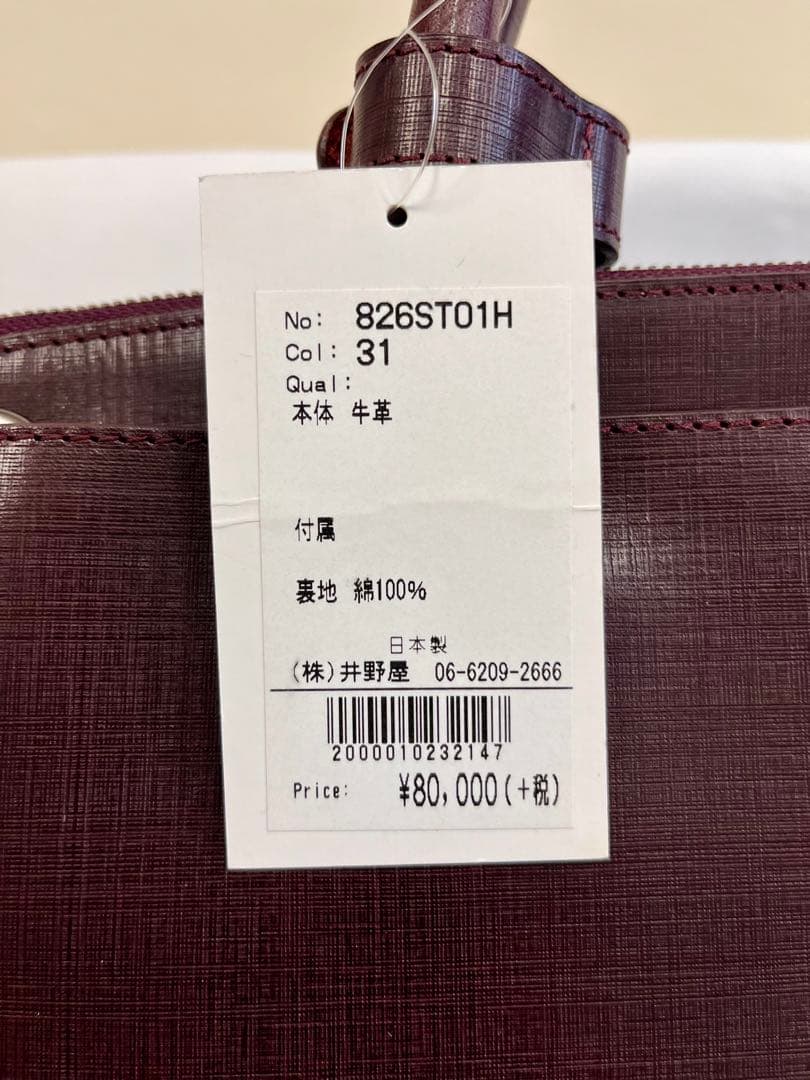 No: 826ST01H
Col: 31
Qual:
本体 牛革
付属
裏地 綿100%
日本製
(株)井野屋 06-6209-2666
2000010232147
Price: ¥80,000(+税)